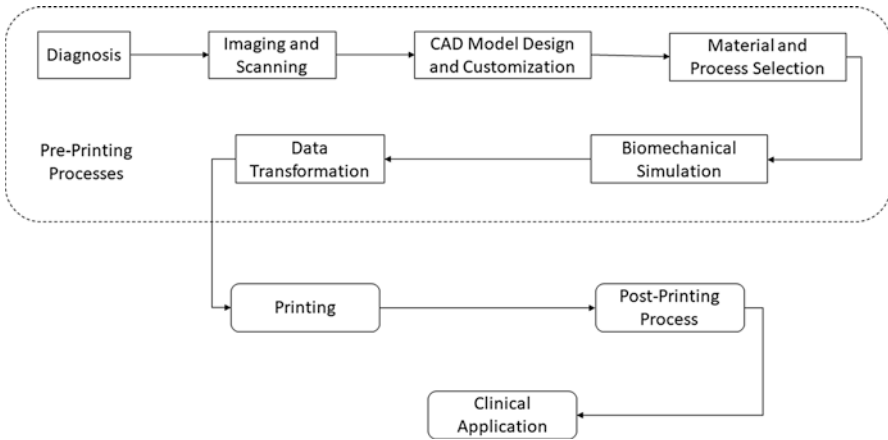 Diagnosis
Imaging and
Scanning
CAD Model Design
and Customization
Material and
Process Selection
Pre-Printing
Processes
Data
Transformation
Biomechanical
Simulation
Printing
Post-Printing
Process
Clinical
Application